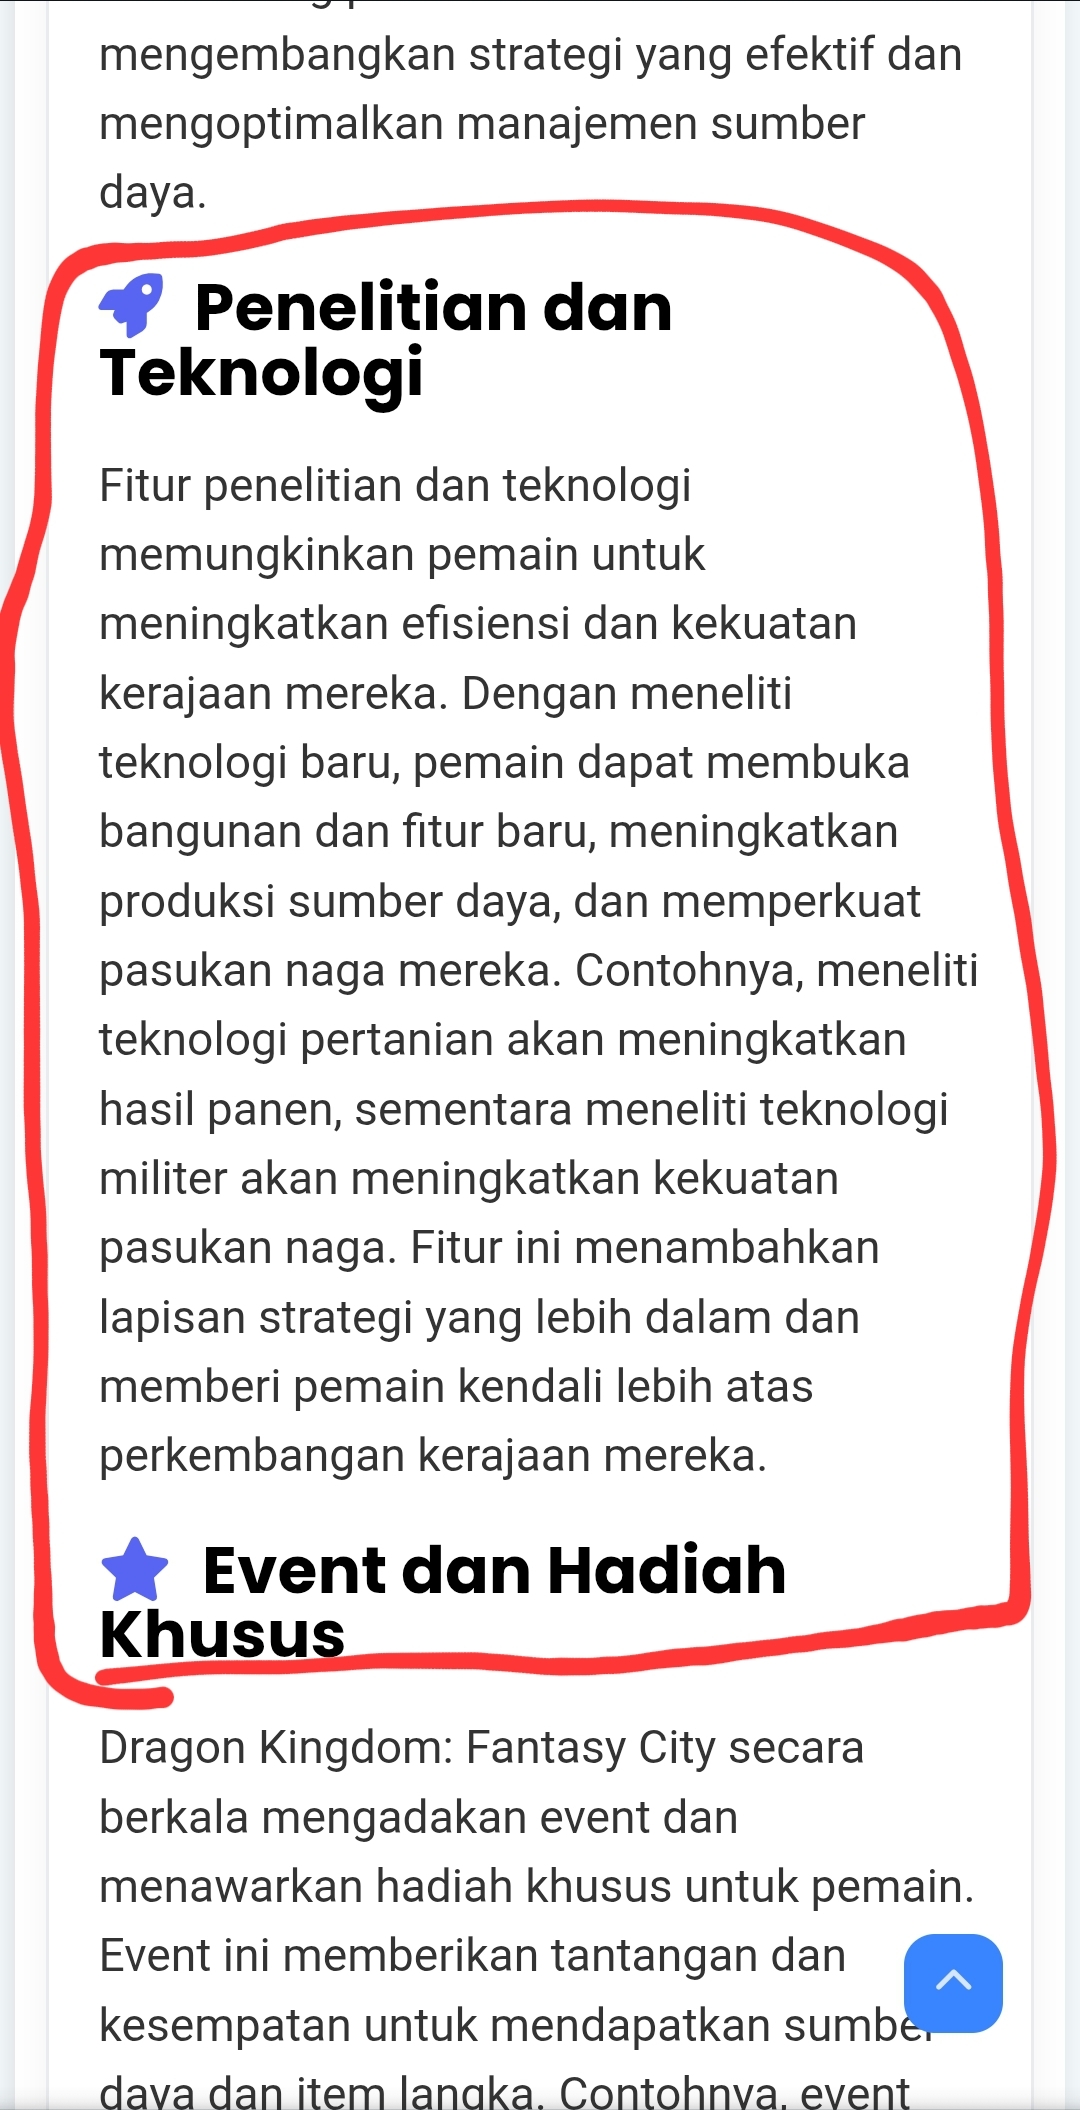 mengembangkan strategi yang efektif dan
mengoptimalkan manajemen sumber
daya.
Penelitian dan
Teknologi
Fitur penelitian dan teknologi
memungkinkan pemain untuk
meningkatkan efisiensi dan kekuatan
kerajaan mereka. Dengan meneliti
teknologi baru, pemain dapat membuka
bangunan dan fitur baru, meningkatkan
produksi sumber daya, dan memperkuat
pasukan naga mereka. Contohnya, meneliti
teknologi pertanian akan meningkatkan
hasil panen, sementara meneliti teknologi
militer akan meningkatkan kekuatan
pasukan naga. Fitur ini menambahkan
lapisan strategi yang lebih dalam dan
memberi pemain kendali lebih atas
perkembangan kerajaan mereka.
Event dan Hadiah
Khusus
Dragon Kingdom: Fantasy City secara
berkala mengadakan event dan
menawarkan hadiah khusus untuk pemain.
Event ini memberikan tantangan dan
kesempatan untuk mendapatkan sumber
daya dan item langka. Contohnya, event